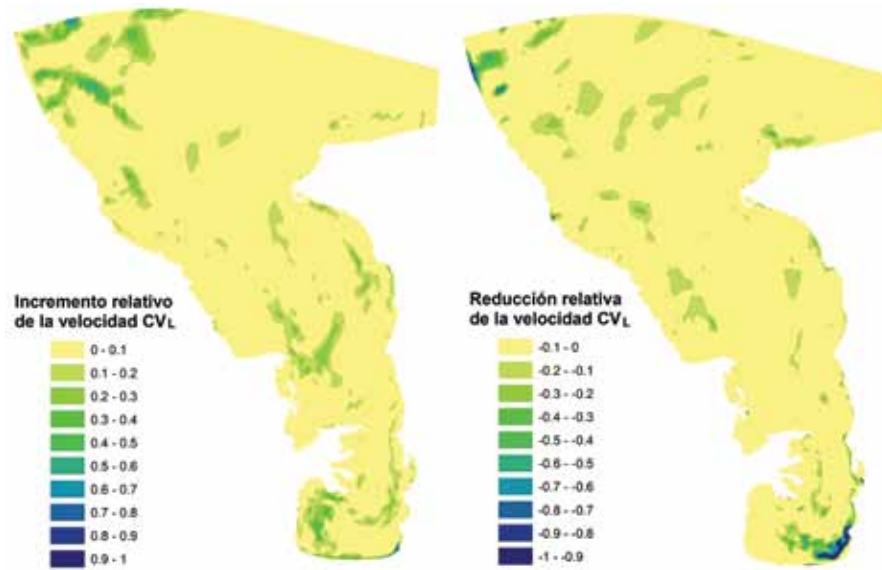 Incremento relativo
de la velocidad CVL
0 - 0.1
0.1 - 0.2
0.2 - 0.3
0.3 - 0.4
0.4 - 0.5
0.5 - 0.6
0.6 - 0.7
0.7 - 0.8
0.8 - 0.9
0.9 - 1
Reducción relativa
de la velocidad CVL
-0.1 - 0
-0.2 - -0.1
-0.3 - -0.2
-0.4 - -0.3
-0.5 - -0.4
-0.6 - -0.5
-0.7 - -0.6
-0.8 - -0.7
-0.9 - -0.8
-1 - -0.9